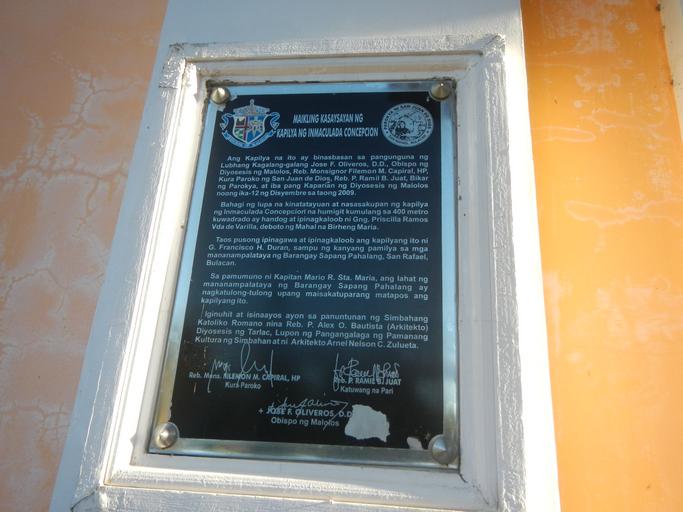 MAIKLING KASAYSAYAN NG
KAPILYA NG INMACULADA CONCEPCION
Ang Kapilya na ito ay binasbasan sa pangunguna ng
Lubhang Kagalang-galang Jose F. Oliveros, D.D., Obispo ng
Diyosesis ng Malolos, Reb. Monsignor Filemon M. Capiral, HP,
Kura Paroko ng San Juan de Dios, Reb. P. Ramil B. Juat, Bikar
ng Parokya, at iba pang Kaparian ng Diyosesis ng Malolos
noong ika-12 ng Disyembre sa taong 2009.
Bahagi ng lupa na kinatatayuan at nasasakupan ng kapilya
ng Inmaculada Concepcion na humigit kumulang sa 400 metro
kuwadrado ay handog at ipinagkaloob ni Gng. Priscilla Ramos
Vda de Varilla, deboto ng Mahal na Birheng Maria.
Taos pusong ipinagawa at ipinagkaloob ang kapilyang ito ni
G. Francisco H. Duran, sampu ng kanyang pamilya sa mga
mananampalataya ng Barangay Sapang Pahalang, San Rafael,
Bulacan.
Sa pamumuno ni Kapitan Mario R. Sta. Maria, ang lahat ng
mananampalataya ng Barangay Sapang Pahalang ay
nagkatulong-tulong upang maisakatuparang matapos ang
kapilyang ito.
Iginuhit at isinaayos ayon sa panuntunan ng Simbahang
Katoliko Romano nina Reb. P. Alex O. Bautista (Arkitekto)
Diyosesis ng Tarlac, Lupon ng Pangangalaga ng Pamanang
Kultura ng Simbahan at ni Arkitekto Arnel Nelson C. Zulueta.
Reb. Mons. FILEMON M. CAPIRAL, HP
Kura Paroko
Reb. P. RAMIL B. JUAT
Katuwang na Pari
+ JOSE F. OLIVEROS, D.D.
Obispo ng Malolos